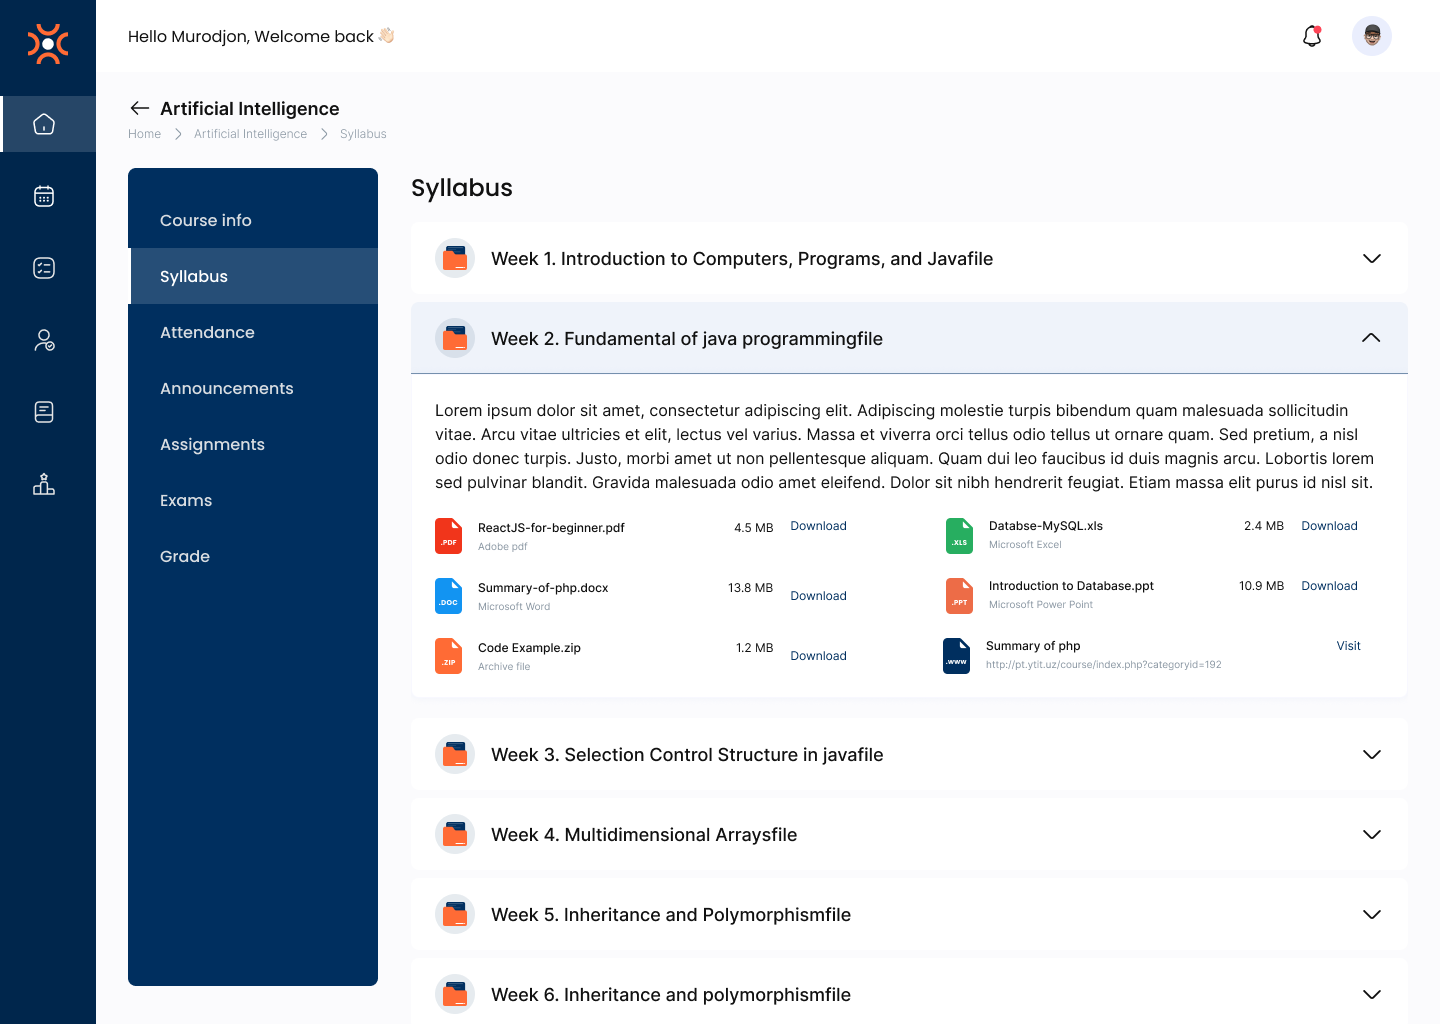 Hello Murodjon, Welcome back 👋🏻
Artificial Intelligence
Home > Artificial Intelligence > Syllabus
Course info
Syllabus
Attendance
Announcements
Assignments
Exams
Grade
Syllabus
Week 1. Introduction to Computers, Programs, and Javafile
Week 2. Fundamental of java programmingfile
Lorem ipsum dolor sit amet, consectetur adipiscing elit. Adipiscing molestie turpis bibendum quam malesuada sollicitudin
vitae. Arcu vitae ultricies et elit, lectus vel varius. Massa et viverra orci tellus odio tellus ut ornare quam. Sed pretium, a nisl
odio donec turpis. Justo, morbi amet ut non pellentesque aliquam. Quam dui leo faucibus id duis magnis arcu. Lobortis lorem
sed pulvinar blandit. Gravida malesuada odio amet eleifend. Dolor sit nibh hendrerit feugiat. Etiam massa elit purus id nisl sit.
.PDF ReactJS-for-beginner.pdf 4.5 MB Download
Adobe pdf
.XLS Databse-MySQL.xls 2.4 MB Download
Microsoft Excel
.DOC Summary-of-php.docx 13.8 MB Download
Microsoft Word
.PPT Introduction to Database.ppt 10.9 MB Download
Microsoft Power Point
.ZIP Code Example.zip 1.2 MB Download
Archive file
.WWW Summary of php Visit
http://pt.ytit.uz/course/index.php?categoryid=192
Week 3. Selection Control Structure in javafile
Week 4. Multidimensional Arraysfile
Week 5. Inheritance and Polymorphismfile
Week 6. Inheritance and polymorphismfile